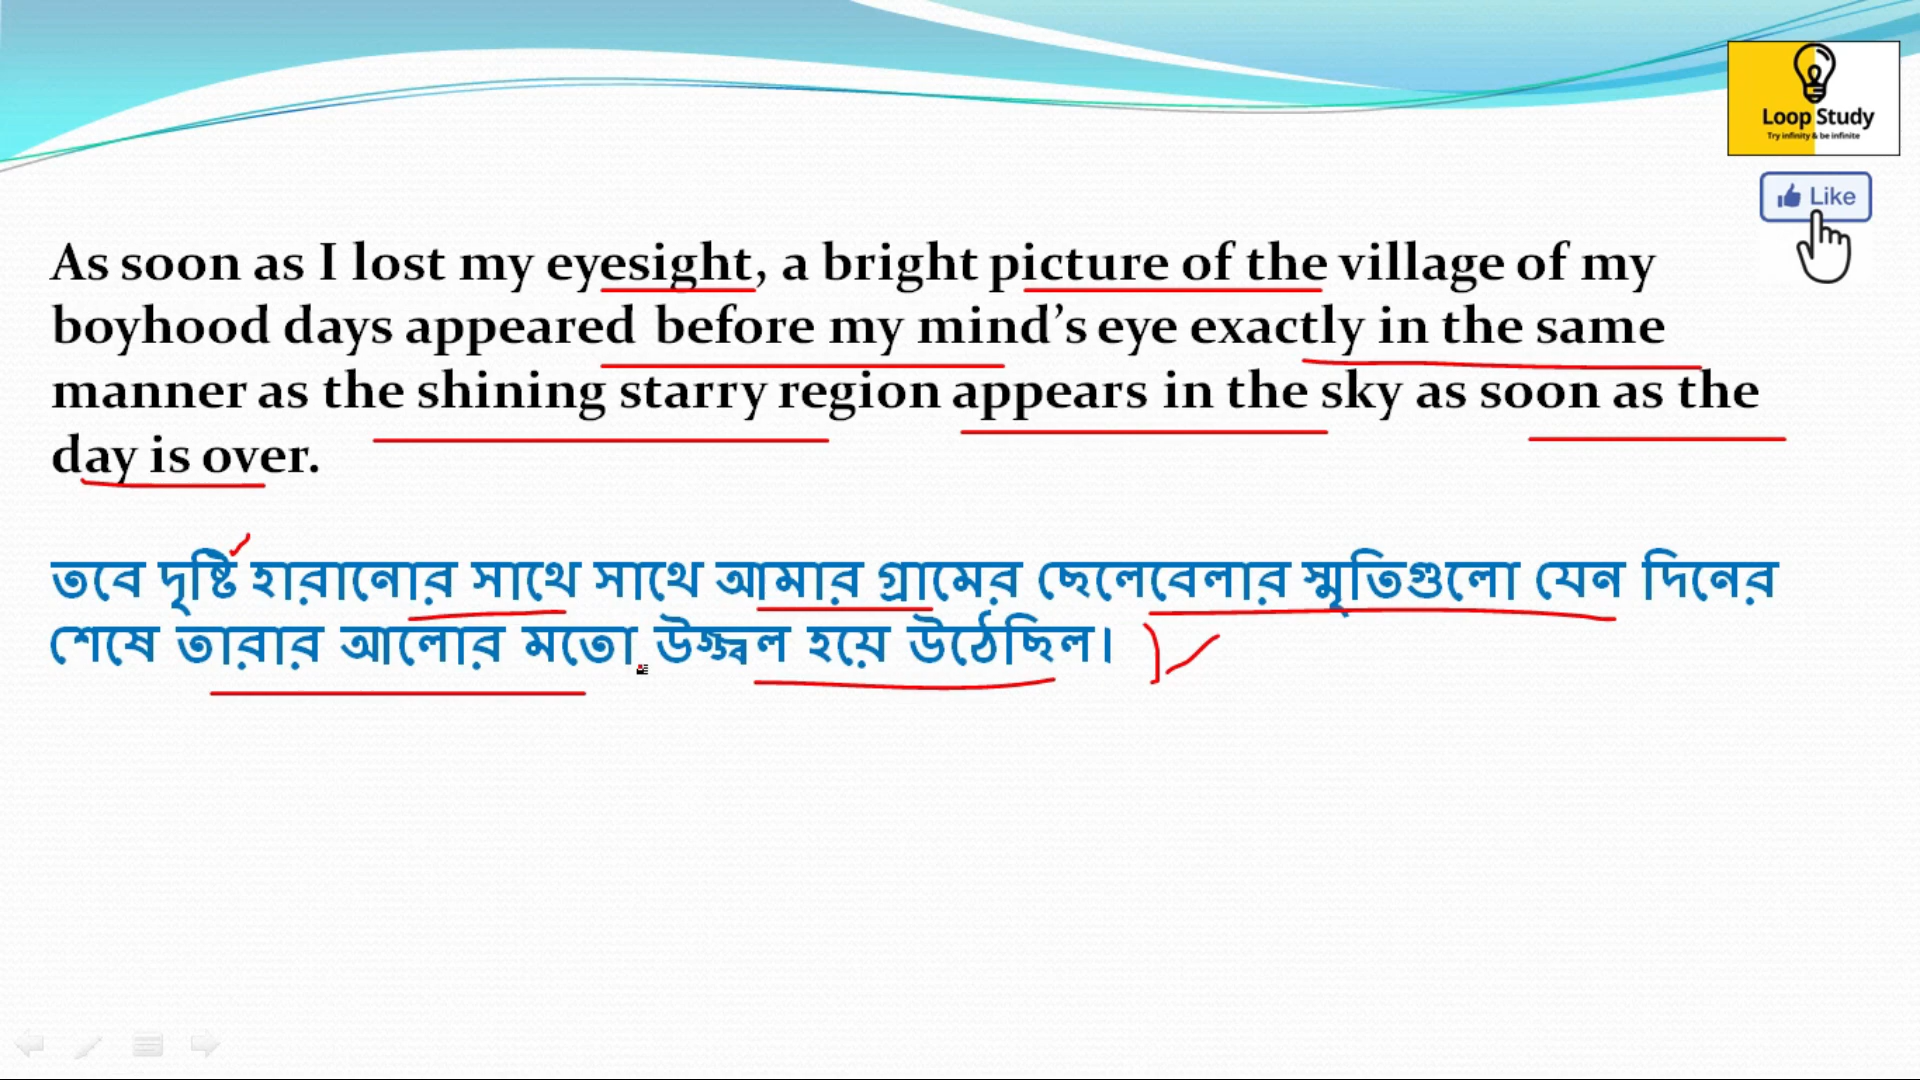 Loop Study
Try infinity & be infinite
Like
As soon as I lost my eyesight, a bright picture of the village of my
boyhood days appeared before my mind’s eye exactly in the same
manner as the shining starry region appears in the sky as soon as the
day is over.
তবে দৃষ্টি হারানোর সাথে সাথে আমার গ্রামের ছেলেবেলার স্মৃতিগুলো যেন দিনের
শেষে তারার আলোর মতো উজ্জ্বল হয়ে উঠেছিল।